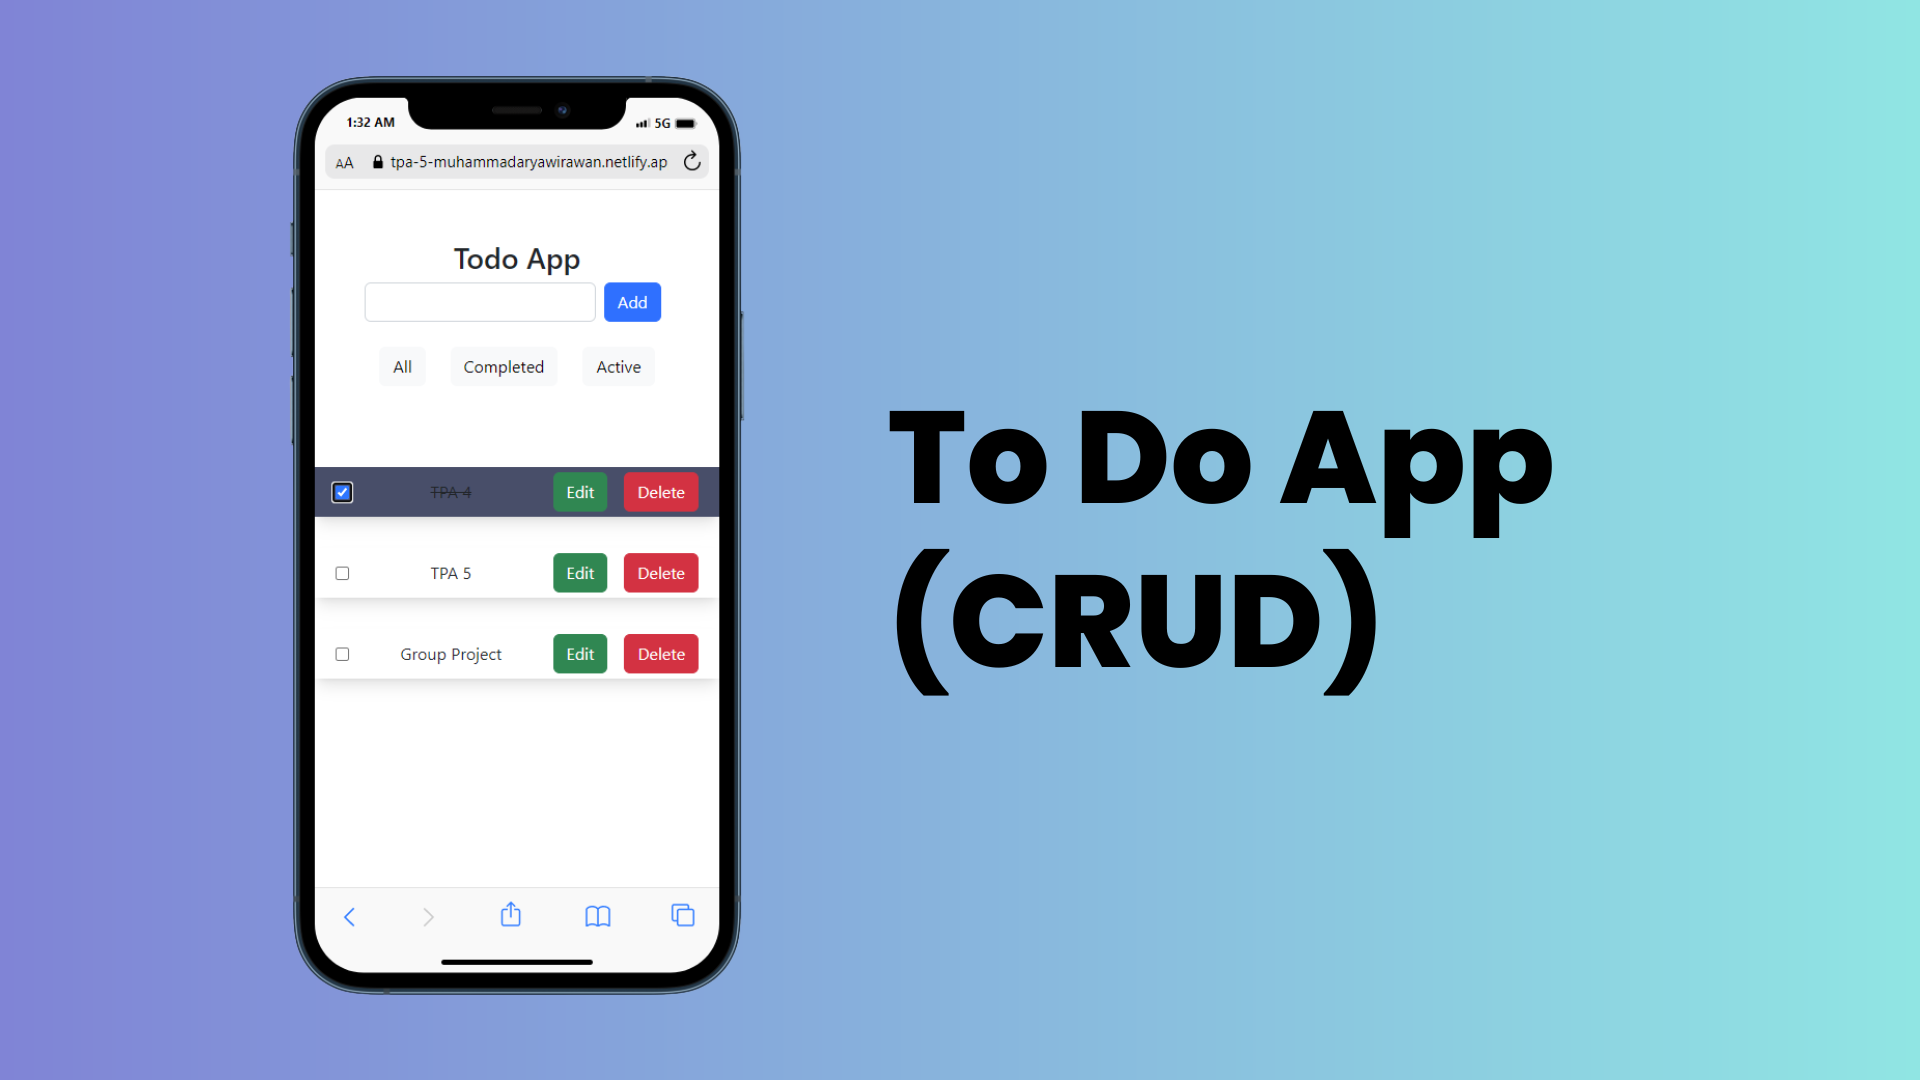 1:32 AM 5G
AA tpa-5-muhammadaryawirawan.netlify.ap
Todo App
Add
All Completed Active
TPA 4 Edit Delete
TPA 5 Edit Delete
Group Project Edit Delete
To Do App
(CRUD)